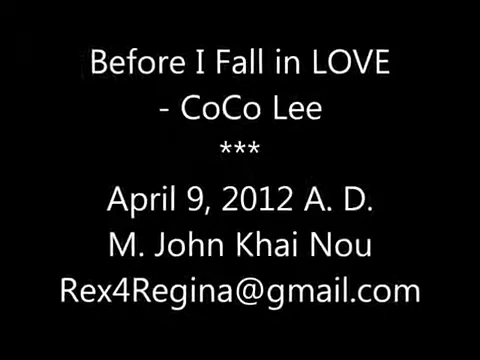 Before I Fall in LOVE
- CoCo Lee
***
April 9, 2012 A. D.
M. John Khai Nou
Rex4Regina@gmail.com